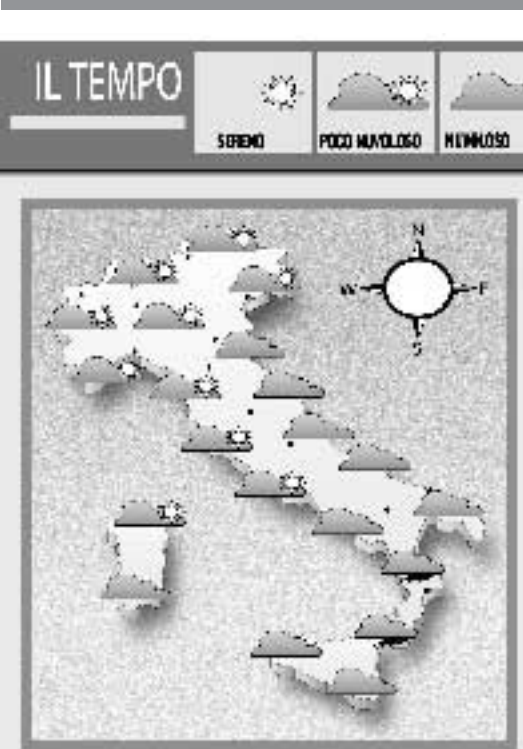 IL TEMPO
SERENO
POCO NUVOLOSO
NUVOLOSO
N
W
E
S